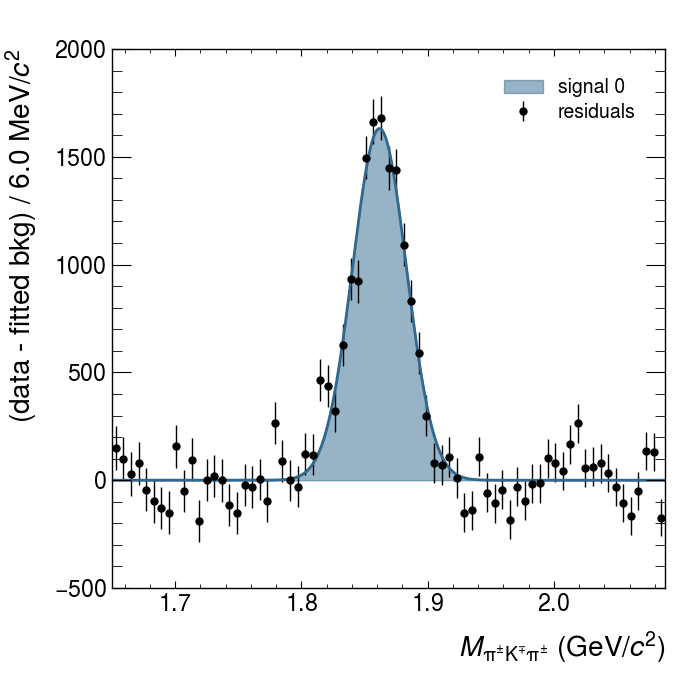 (data - fitted bkg) / 6.0 MeV/c²
2000
1500
1000
500
0
−500
signal 0
residuals
1.7 1.8 1.9 2.0
M_π±K∓π± (GeV/c²)